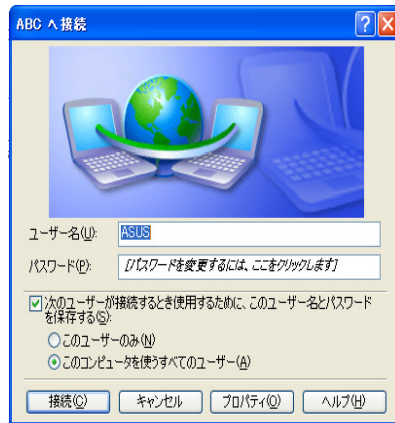 ABC へ接続
ユーザー名(U):
ASUS
パスワード(P):
[パスワードを変更するには、ここをクリックします]
次のユーザーが接続するとき使用するために、このユーザー名とパスワード
を保存する(S):
このユーザーのみ(N)
このコンピュータを使うすべてのユーザー(A)
接続(C) キャンセル プロパティ(O) ヘルプ(H)